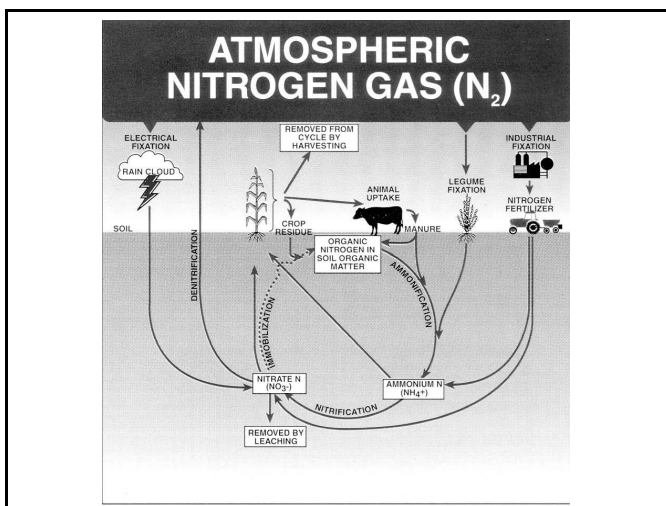 ATMOSPHERIC
NITROGEN GAS (N2)
ELECTRICAL
FIXATION
RAIN CLOUD
REMOVED FROM
CYCLE BY
HARVESTING
INDUSTRIAL
FIXATION
ANIMAL
UPTAKE
LEGUME
FIXATION
NITROGEN
FERTILIZER
SOIL
CROP
RESIDUE
MANURE
ORGANIC
NITROGEN IN
SOIL ORGANIC
MATTER
DENITRIFICATION
AMMONIFICATION
IMMOBILIZATION
NITRATE N
(NO3-)
AMMONIUM N
(NH4+)
NITRIFICATION
REMOVED BY
LEACHING